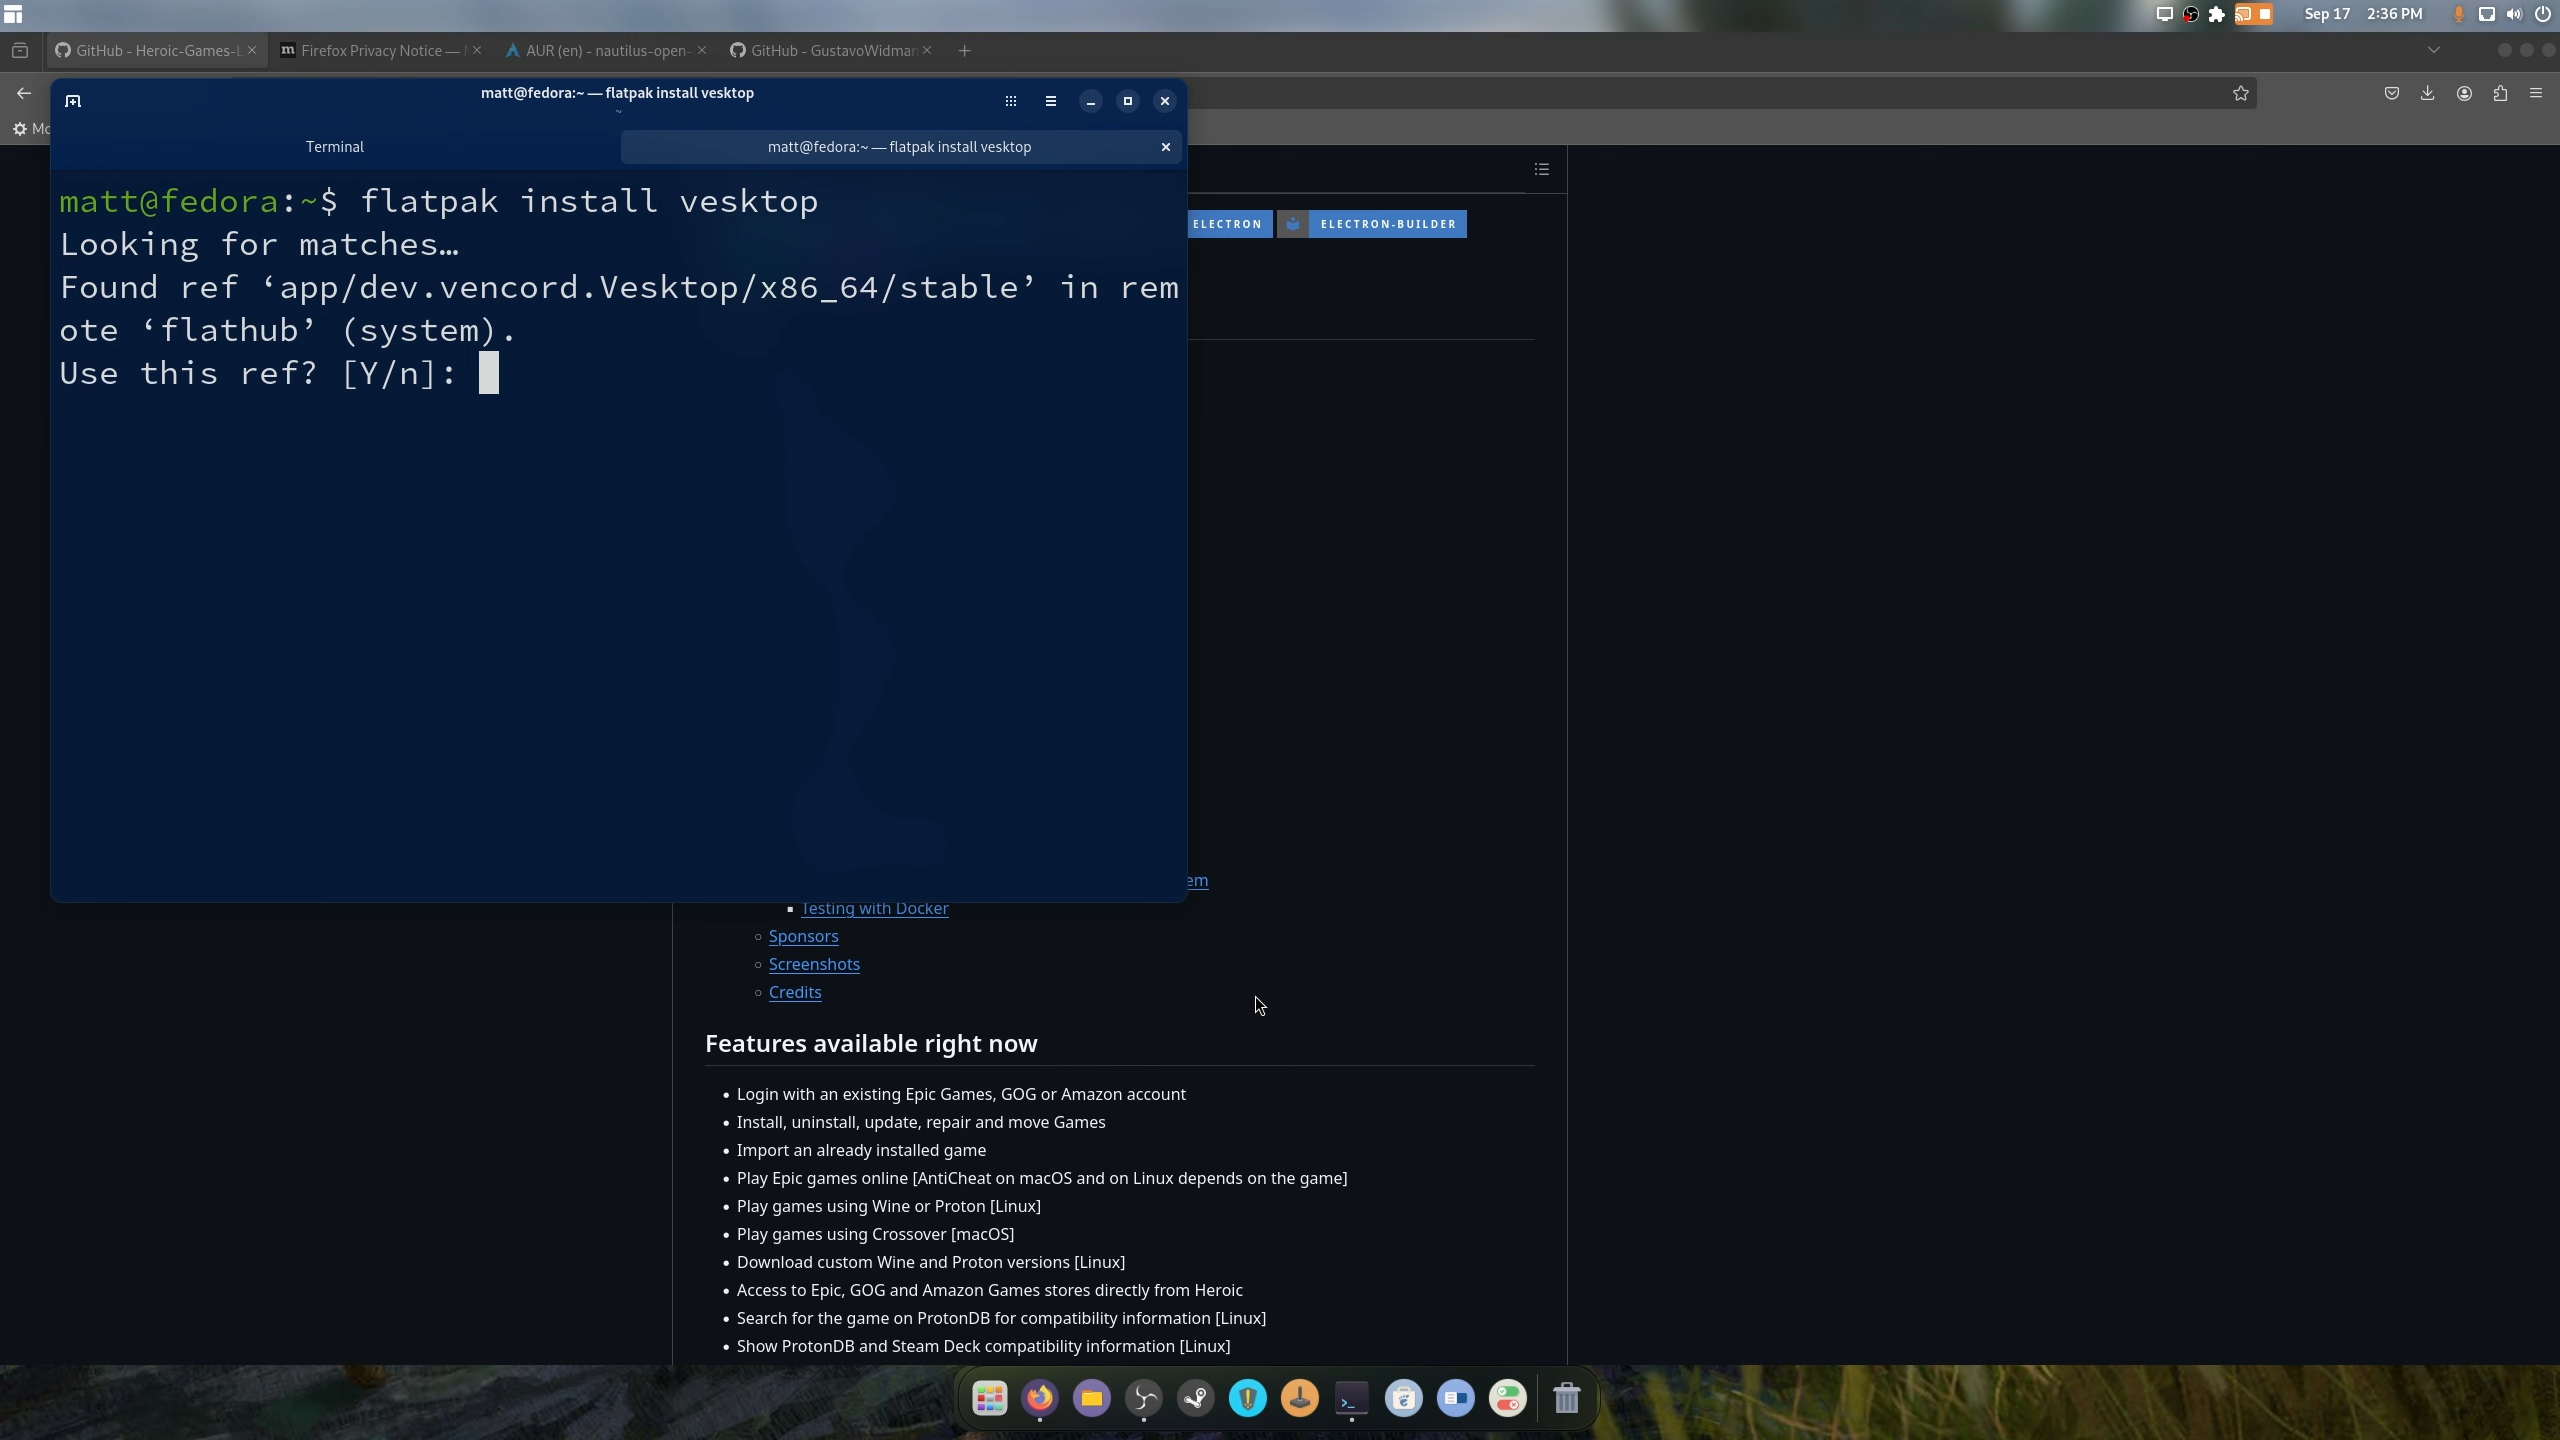 Sep 17 2:36 PM
GitHub - Heroic-Games-L
Firefox Privacy Notice —
AUR (en) - nautilus-open-
GitHub - GustavoWidman
matt@fedora:~ — flatpak install vesktop
~
Terminal
matt@fedora:~ — flatpak install vesktop
matt@fedora:~$ flatpak install vesktop
Looking for matches…
Found ref ‘app/dev.vencord.Vesktop/x86_64/stable’ in rem
ote ‘flathub’ (system).
Use this ref? [Y/n]:
ELECTRON
ELECTRON-BUILDER
em
Testing with Docker
Sponsors
Screenshots
Credits
Features available right now
Login with an existing Epic Games, GOG or Amazon account
Install, uninstall, update, repair and move Games
Import an already installed game
Play Epic games online [AntiCheat on macOS and on Linux depends on the game]
Play games using Wine or Proton [Linux]
Play games using Crossover [macOS]
Download custom Wine and Proton versions [Linux]
Access to Epic, GOG and Amazon Games stores directly from Heroic
Search for the game on ProtonDB for compatibility information [Linux]
Show ProtonDB and Steam Deck compatibility information [Linux]